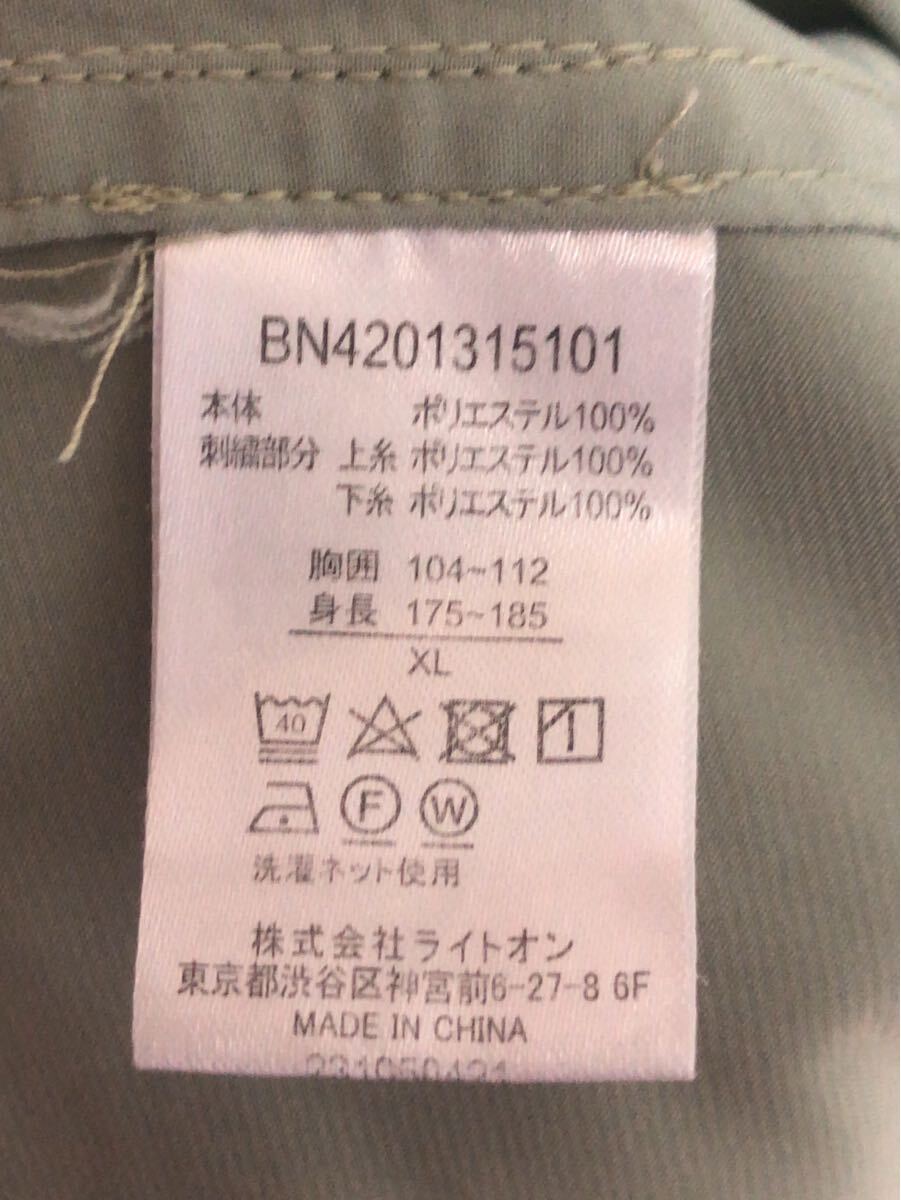 BN4201315101
本体 ポリエステル100%
刺繍部分 上糸 ポリエステル100%
下糸 ポリエステル100%
胸囲 104~112
身長 175~185
XL
40
F W
洗濯ネット使用
株式会社ライトオン
東京都渋谷区神宮前6-27-8 6F
MADE IN CHINA